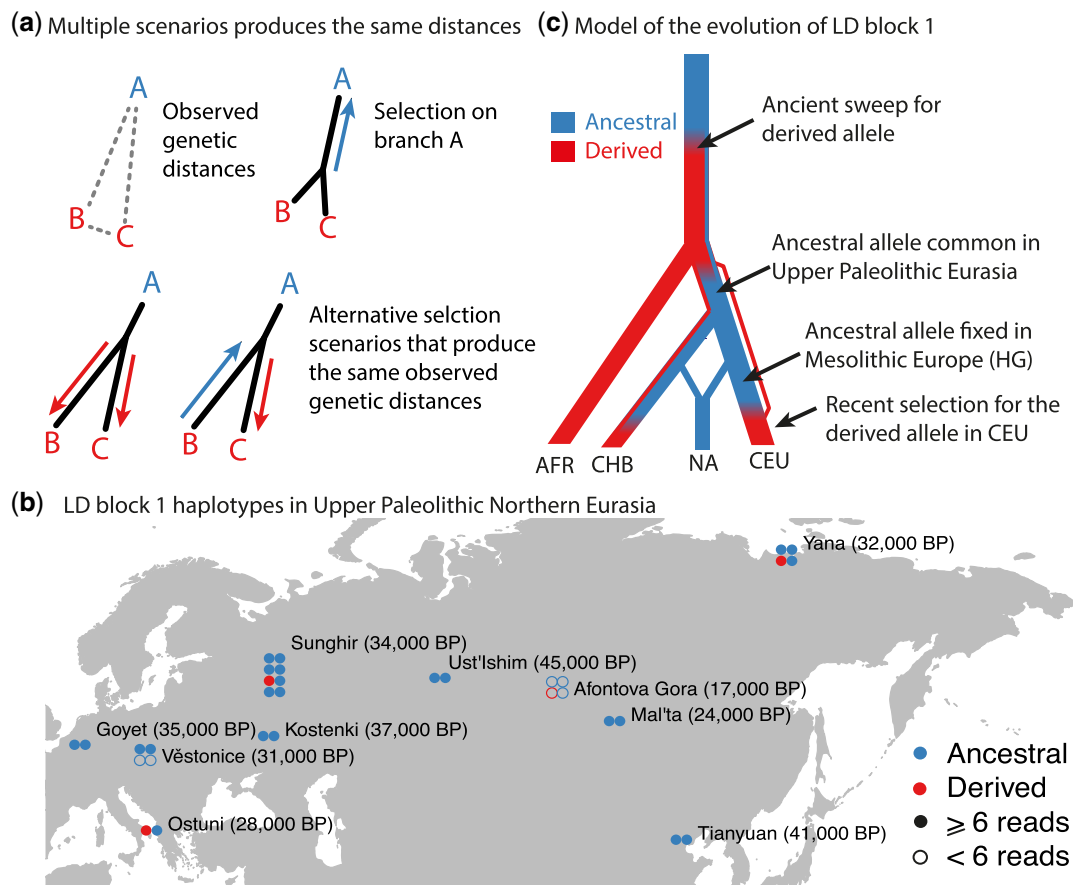 (a) Multiple scenarios produces the same distances
A
B
C
Observed
genetic
distances
A
B
C
Selection on
branch A
A
B
C
A
B
C
Alternative selction
scenarios that produce
the same observed
genetic distances
(c) Model of the evolution of LD block 1
Ancestral
Derived
Ancient sweep for
derived allele
Ancestral allele common in
Upper Paleolithic Eurasia
Ancestral allele fixed in
Mesolithic Europe (HG)
Recent selection for the
derived allele in CEU
AFR
CHB
NA
CEU
(b) LD block 1 haplotypes in Upper Paleolithic Northern Eurasia
Yana (32,000 BP)
Sunghir (34,000 BP)
Ust'Ishim (45,000 BP)
Afontova Gora (17,000 BP)
Mal'ta (24,000 BP)
Goyet (35,000 BP)
Kostenki (37,000 BP)
Věstonice (31,000 BP)
Ostuni (28,000 BP)
Tianyuan (41,000 BP)
Ancestral
Derived
⩾ 6 reads
< 6 reads